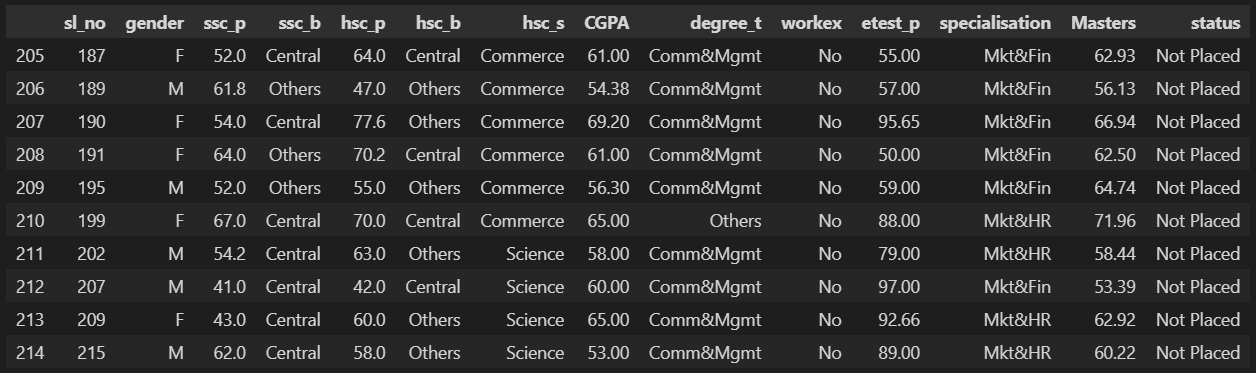 sl_no gender ssc_p ssc_b hsc_p hsc_b hsc_s CGPA degree_t workex etest_p specialisation Masters status
205 187 F 52.0 Central 64.0 Central Commerce 61.00 Comm&Mgmt No 55.00 Mkt&Fin 62.93 Not Placed
206 189 M 61.8 Others 47.0 Others Commerce 54.38 Comm&Mgmt No 57.00 Mkt&Fin 56.13 Not Placed
207 190 F 54.0 Central 77.6 Others Commerce 69.20 Comm&Mgmt No 95.65 Mkt&Fin 66.94 Not Placed
208 191 F 64.0 Others 70.2 Central Commerce 61.00 Comm&Mgmt No 50.00 Mkt&Fin 62.50 Not Placed
209 195 M 52.0 Others 55.0 Others Commerce 56.30 Comm&Mgmt No 59.00 Mkt&Fin 64.74 Not Placed
210 199 F 67.0 Central 70.0 Central Commerce 65.00 Others No 88.00 Mkt&HR 71.96 Not Placed
211 202 M 54.2 Central 63.0 Others Science 58.00 Comm&Mgmt No 79.00 Mkt&HR 58.44 Not Placed
212 207 M 41.0 Central 42.0 Central Science 60.00 Comm&Mgmt No 97.00 Mkt&Fin 53.39 Not Placed
213 209 F 43.0 Central 60.0 Others Science 65.00 Comm&Mgmt No 92.66 Mkt&HR 62.92 Not Placed
214 215 M 62.0 Central 58.0 Others Science 53.00 Comm&Mgmt No 89.00 Mkt&HR 60.22 Not Placed